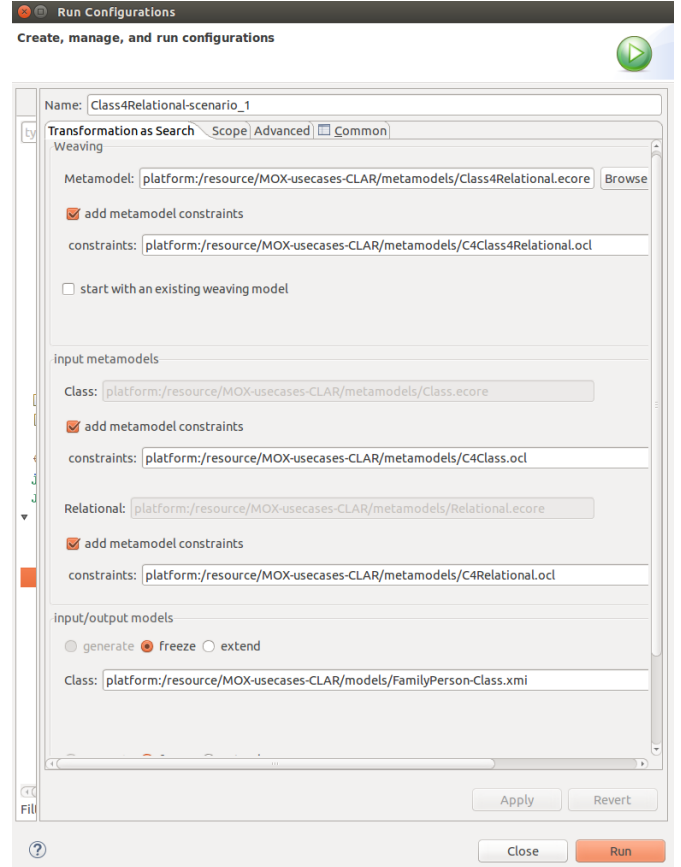 Run Configurations
Create, manage, and run configurations
Name: Class4Relational-scenario_1
ty
Transformation as Search Scope Advanced Common
Weaving
Metamodel: platform:/resource/MOX-usecases-CLAR/metamodels/Class4Relational.ecore Browse
add metamodel constraints
constraints: platform:/resource/MOX-usecases-CLAR/metamodels/C4Class4Relational.ocl
start with an existing weaving model
input metamodels
Class: platform:/resource/MOX-usecases-CLAR/metamodels/Class.ecore
add metamodel constraints
constraints: platform:/resource/MOX-usecases-CLAR/metamodels/C4Class.ocl
Relational: platform:/resource/MOX-usecases-CLAR/metamodels/Relational.ecore
add metamodel constraints
constraints: platform:/resource/MOX-usecases-CLAR/metamodels/C4Relational.ocl
input/output models
generate freeze extend
Class: platform:/resource/MOX-usecases-CLAR/models/FamilyPerson-Class.xmi
Apply Revert
Fil
? Close Run